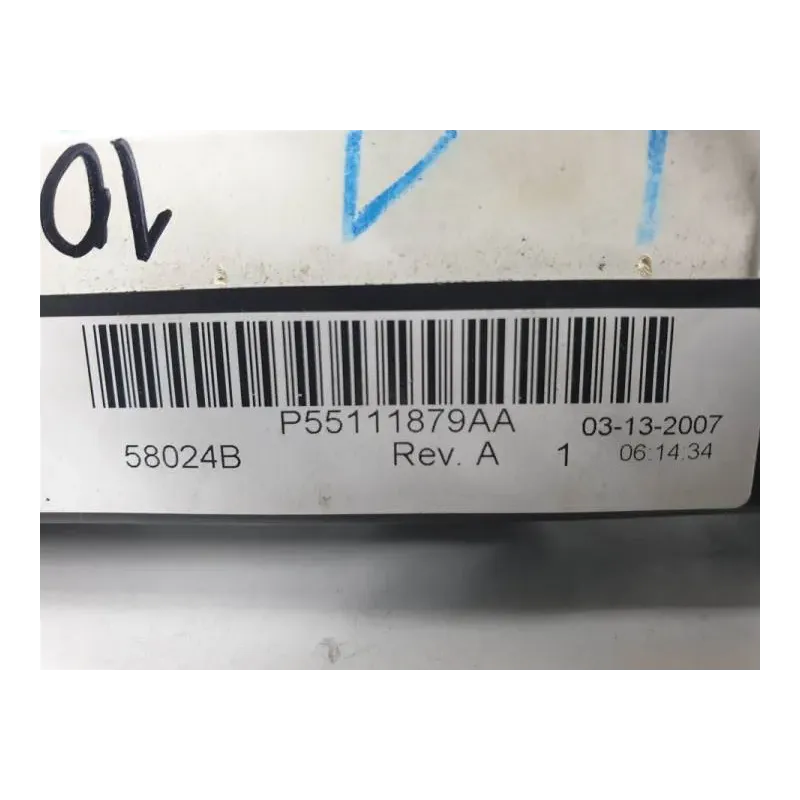 P55111879AA 03-13-2007
58024B Rev. A 1 06:14:34